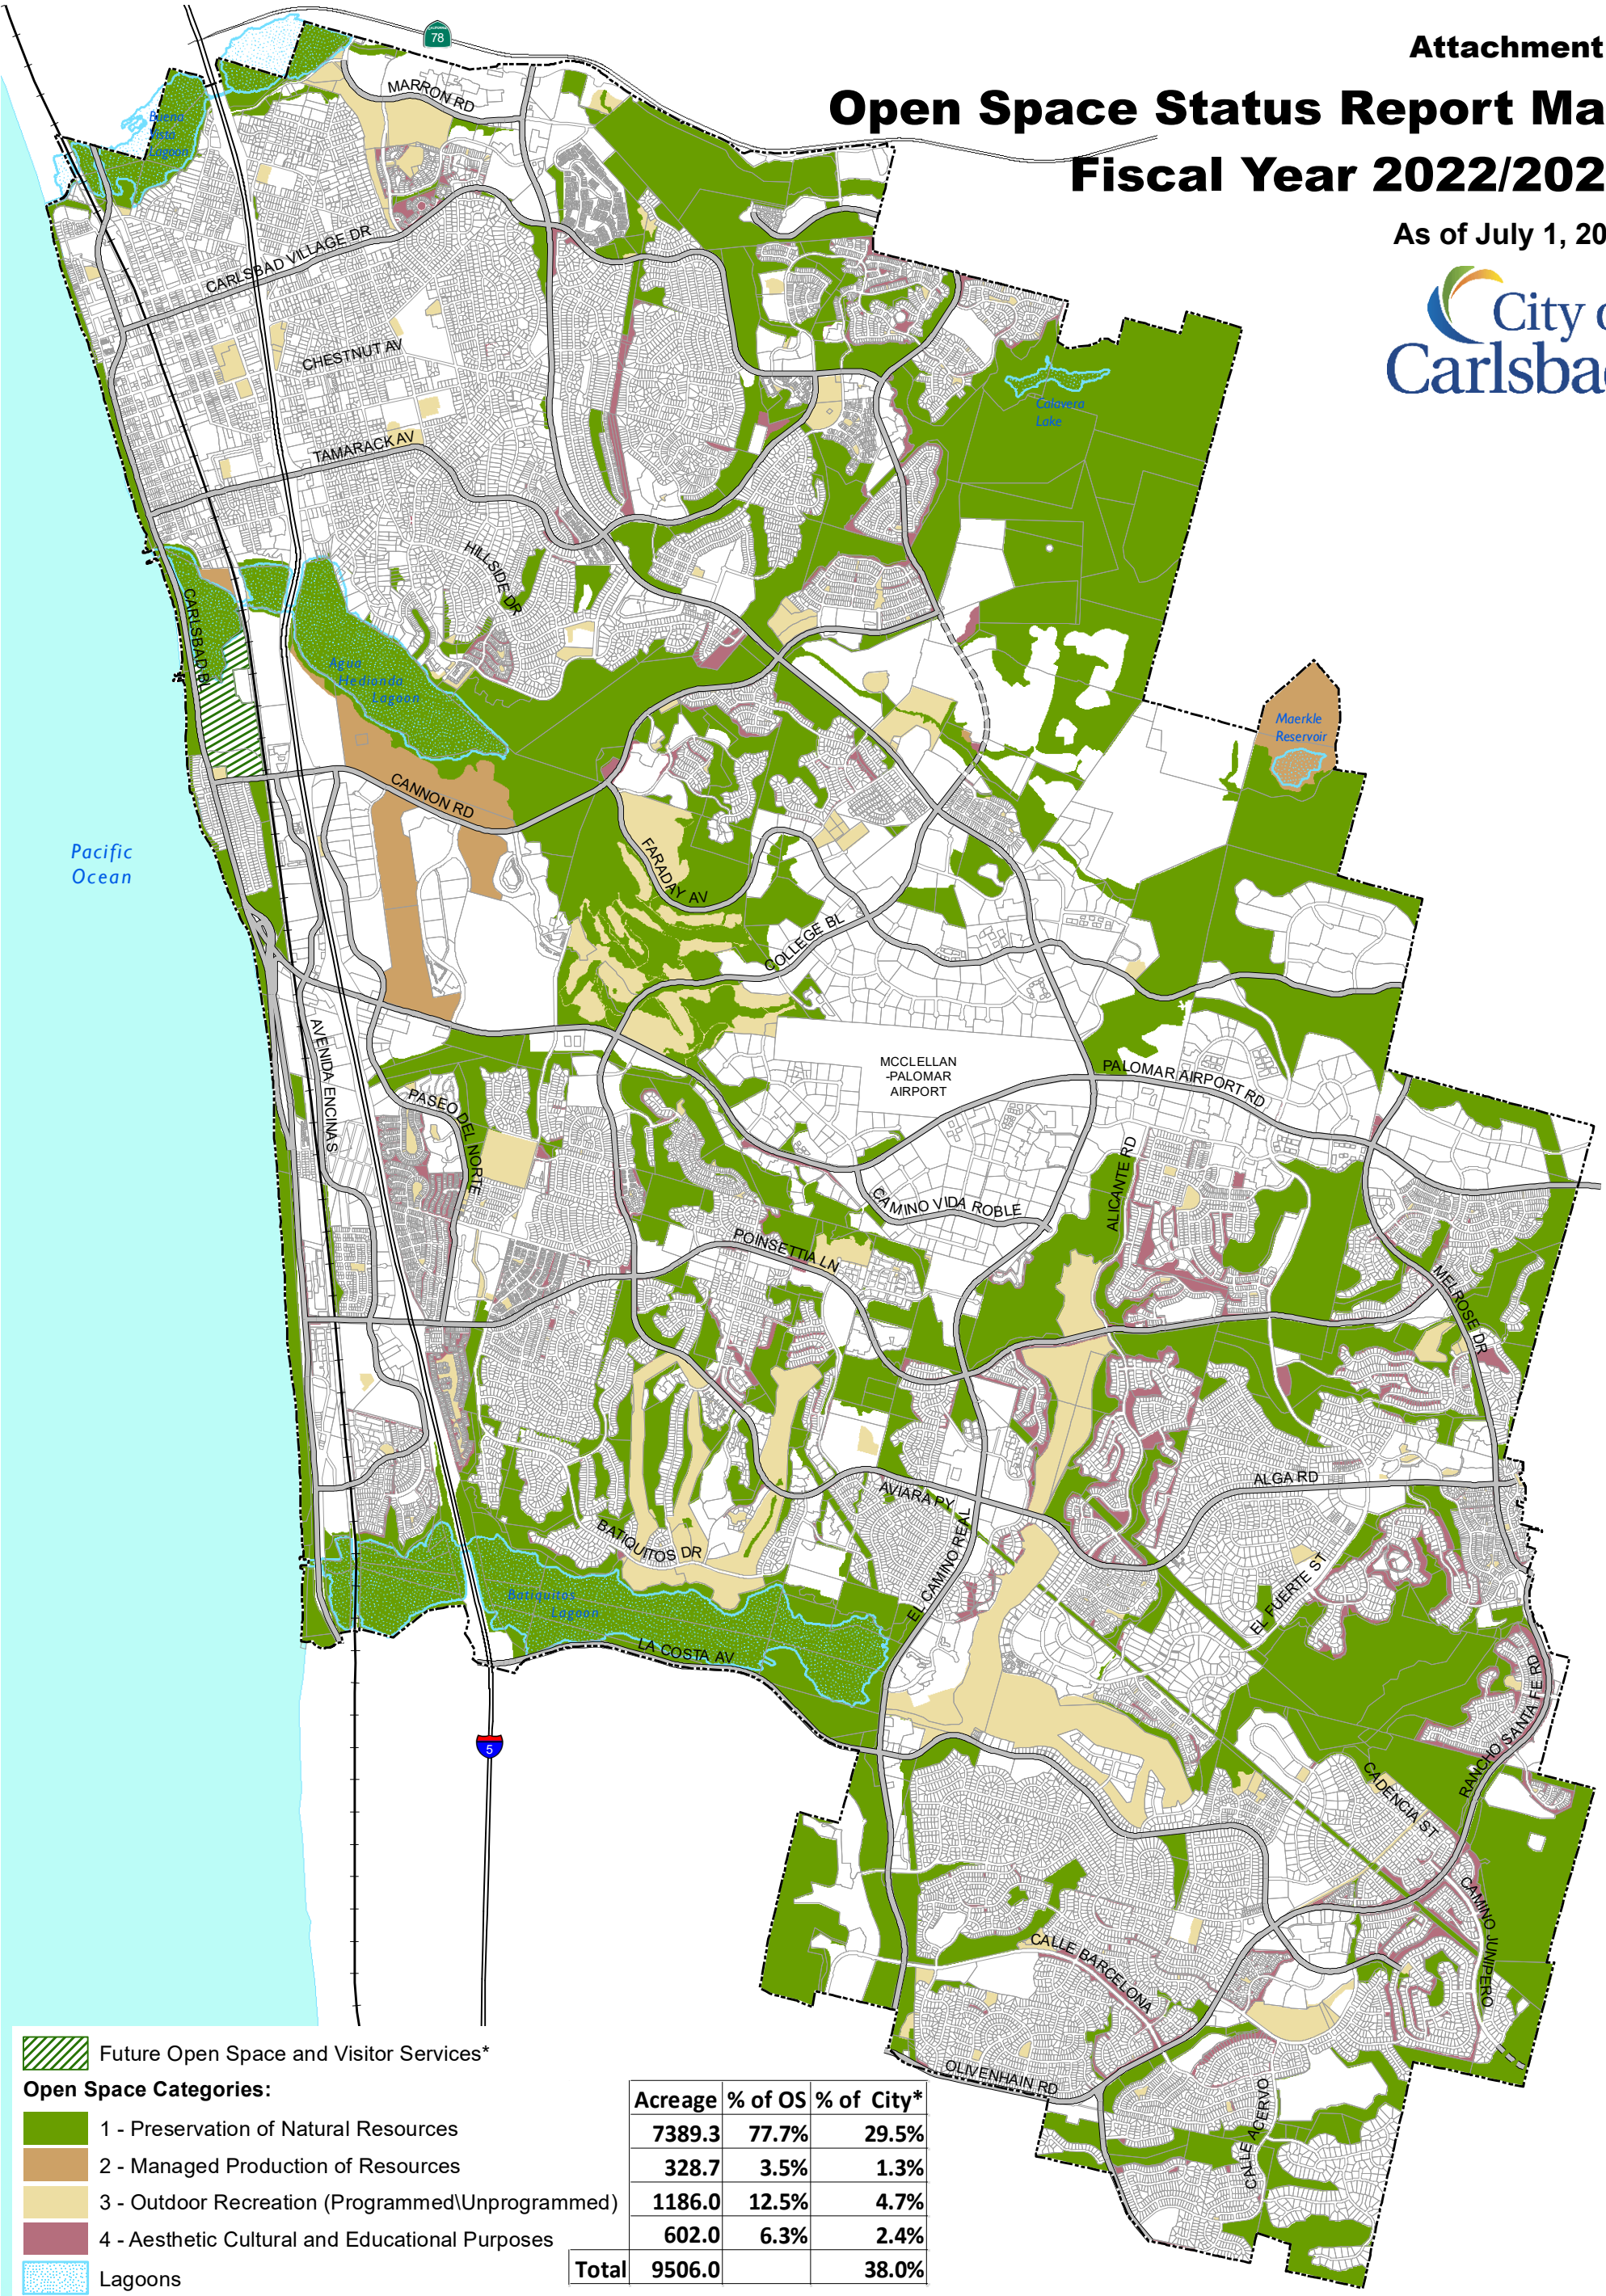 Attachment
Open Space Status Report Ma
Fiscal Year 2022/202
As of July 1, 20
City o
Carlsba
78
MARRON RD
Buena
Vista
Lagoon
CARLSBAD VILLAGE DR
CHESTNUT AV
TAMARACK AV
Calavera
Lake
HILLSIDE DR
CARLSBAD BL
Agua
Hedionda
Lagoon
Maerkle
Reservoir
CANNON RD
Pacific
Ocean
FARADAY AV
COLLEGE BL
AVENIDA ENCINAS
MCCLELLAN
-PALOMAR
AIRPORT
PALOMAR AIRPORT RD
PASEO DEL NORTE
ALICANTE RD
CAMINO VIDA ROBLE
POINSETTIA LN
MELROSE DR
ALGA RD
AVIARA PY
BATIQUITOS DR
EL CAMINO REAL
EL FUERTE ST
Batiquitos
Lagoon
LA COSTA AV
RANCHO SANTA FE RD
5
CADENCIA ST
CAMINO JUNIPERO
CALLE BARCELONA
OLIVENHAIN RD
CALLE ACERVO
Future Open Space and Visitor Services*
Open Space Categories:
Acreage % of OS % of City*
1 - Preservation of Natural Resources 7389.3 77.7% 29.5%
2 - Managed Production of Resources 328.7 3.5% 1.3%
3 - Outdoor Recreation (Programmed\Unprogrammed) 1186.0 12.5% 4.7%
4 - Aesthetic Cultural and Educational Purposes 602.0 6.3% 2.4%
Lagoons
Total 9506.0 38.0%